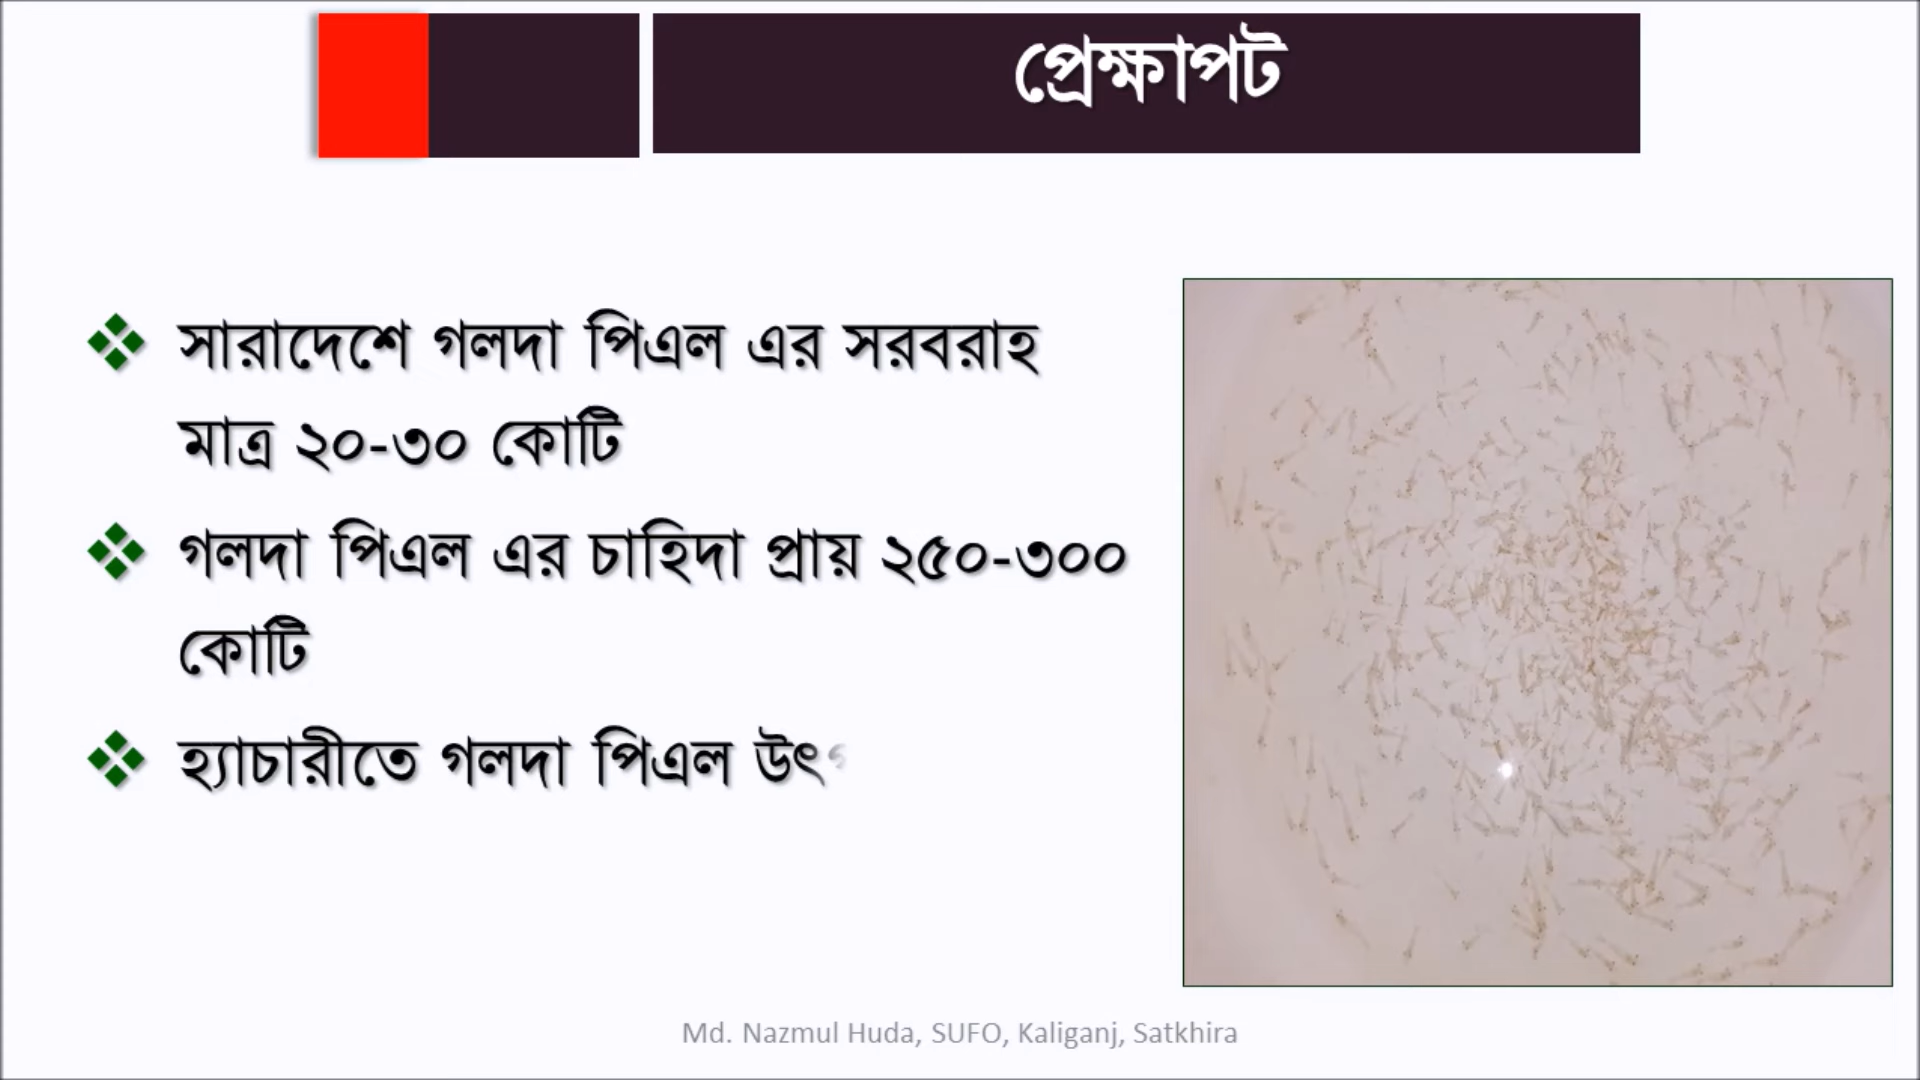 প্রেক্ষাপট
সারাদেশে গলদা পিএল এর সরবরাহ
মাত্র ২০-৩০ কোটি
গলদা পিএল এর চাহিদা প্রায় ২৫০-৩০০
কোটি
হ্যাচারীতে গলদা পিএল
Md. Nazmul Huda, SUFO, Kaliganj, Satkhira